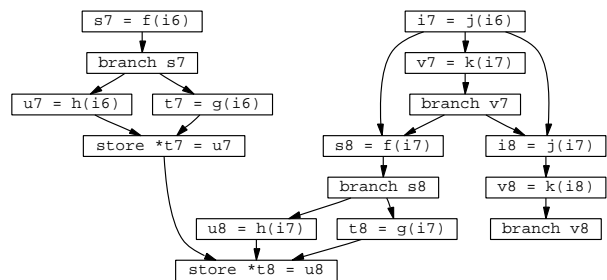 s7 = f(i6)
i7 = j(i6)
branch s7
v7 = k(i7)
u7 = h(i6)
t7 = g(i6)
branch v7
store *t7 = u7
s8 = f(i7)
i8 = j(i7)
branch s8
v8 = k(i8)
u8 = h(i7)
t8 = g(i7)
branch v8
store *t8 = u8